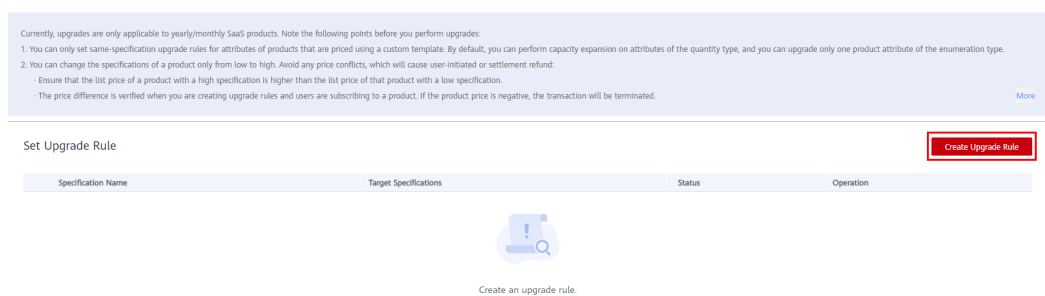 Currently, upgrades are only applicable to yearly/monthly SaaS products. Note the following points before you perform upgrades:
1. You can only set same-specification upgrade rules for attributes of products that are priced using a custom template. By default, you can perform capacity expansion on attributes of the quantity type, and you can upgrade only one product attribute of the enumeration type.
2. You can change the specifications of a product only from low to high. Avoid any price conflicts, which will cause user-initiated or settlement refund:
· Ensure that the list price of a product with a high specification is higher than the list price of that product with a low specification.
· The price difference is verified when you are creating upgrade rules and users are subscribing to a product. If the product price is negative, the transaction will be terminated.
More
Set Upgrade Rule
Create Upgrade Rule
Specification Name Target Specifications Status Operation
Create an upgrade rule.